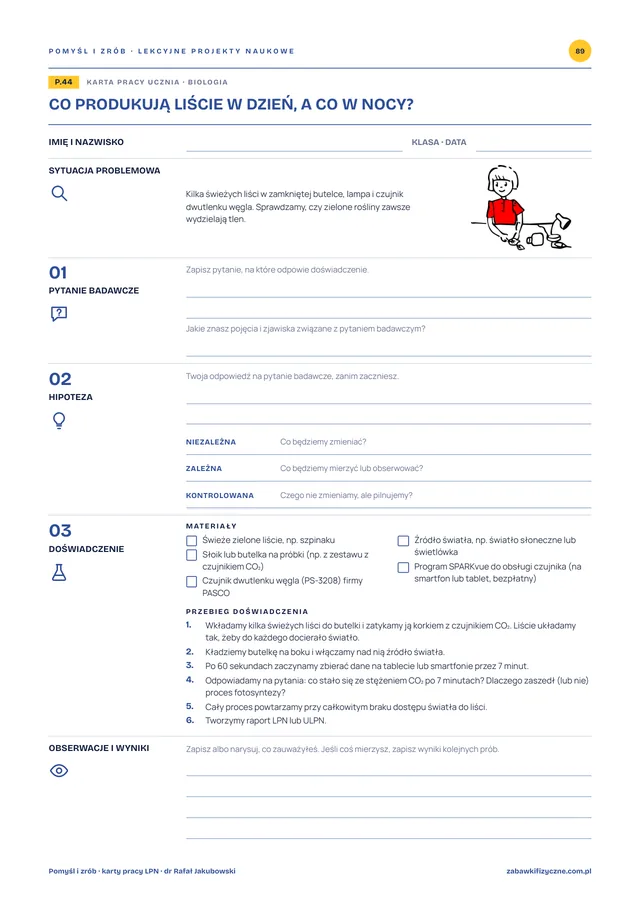 POMYŚL I ZRÓB · LEKCYJNE PROJEKTY NAUKOWE
89
P.44 KARTA PRACY UCZNIA · BIOLOGIA
CO PRODUKUJĄ LIŚCIE W DZIEŃ, A CO W NOCY?
IMIĘ I NAZWISKO
KLASA · DATA
SYTUACJA PROBLEMOWA
Kilka świeżych liści w zamkniętej butelce, lampa i czujnik
dwutlenku węgla. Sprawdzamy, czy zielone rośliny zawsze
wydzielają tlen.
01
PYTANIE BADAWCZE
Zapisz pytanie, na które odpowie doświadczenie.
Jakie znasz pojęcia i zjawiska związane z pytaniem badawczym?
02
HIPOTEZA
Twoja odpowiedź na pytanie badawcze, zanim zaczniesz.
NIEZALEŻNA Co będziemy zmieniać?
ZALEŻNA Co będziemy mierzyć lub obserwować?
KONTROLOWANA Czego nie zmieniamy, ale pilnujemy?
03
DOŚWIADCZENIE
MATERIAŁY
Świeże zielone liście, np. szpinaku
Słoik lub butelka na próbki (np. z zestawu z
czujnikiem CO₂)
Czujnik dwutlenku węgla (PS-3208) firmy
PASCO
Źródło światła, np. światło słoneczne lub
świetlówka
Program SPARKvue do obsługi czujnika (na
smartfon lub tablet, bezpłatny)
PRZEBIEG DOŚWIADCZENIA
1. Wkładamy kilka świeżych liści do butelki i zatykamy ją korkiem z czujnikiem CO₂. Liście układamy
tak, żeby do każdego docierało światło.
2. Kładziemy butelkę na boku i włączamy nad nią źródło światła.
3. Po 60 sekundach zaczynamy zbierać dane na tablecie lub smartfonie przez 7 minut.
4. Odpowiadamy na pytania: co stało się ze stężeniem CO₂ po 7 minutach? Dlaczego zaszedł (lub nie)
proces fotosyntezy?
5. Cały proces powtarzamy przy całkowitym braku dostępu światła do liści.
6. Tworzymy raport LPN lub ULPN.
OBSERWACJE I WYNIKI
Zapisz albo narysuj, co zauważyłeś. Jeśli coś mierzysz, zapisz wyniki kolejnych prób.
Pomyśl i zrób · karty pracy LPN · dr Rafał Jakubowski
zabawkifizyczne.com.pl